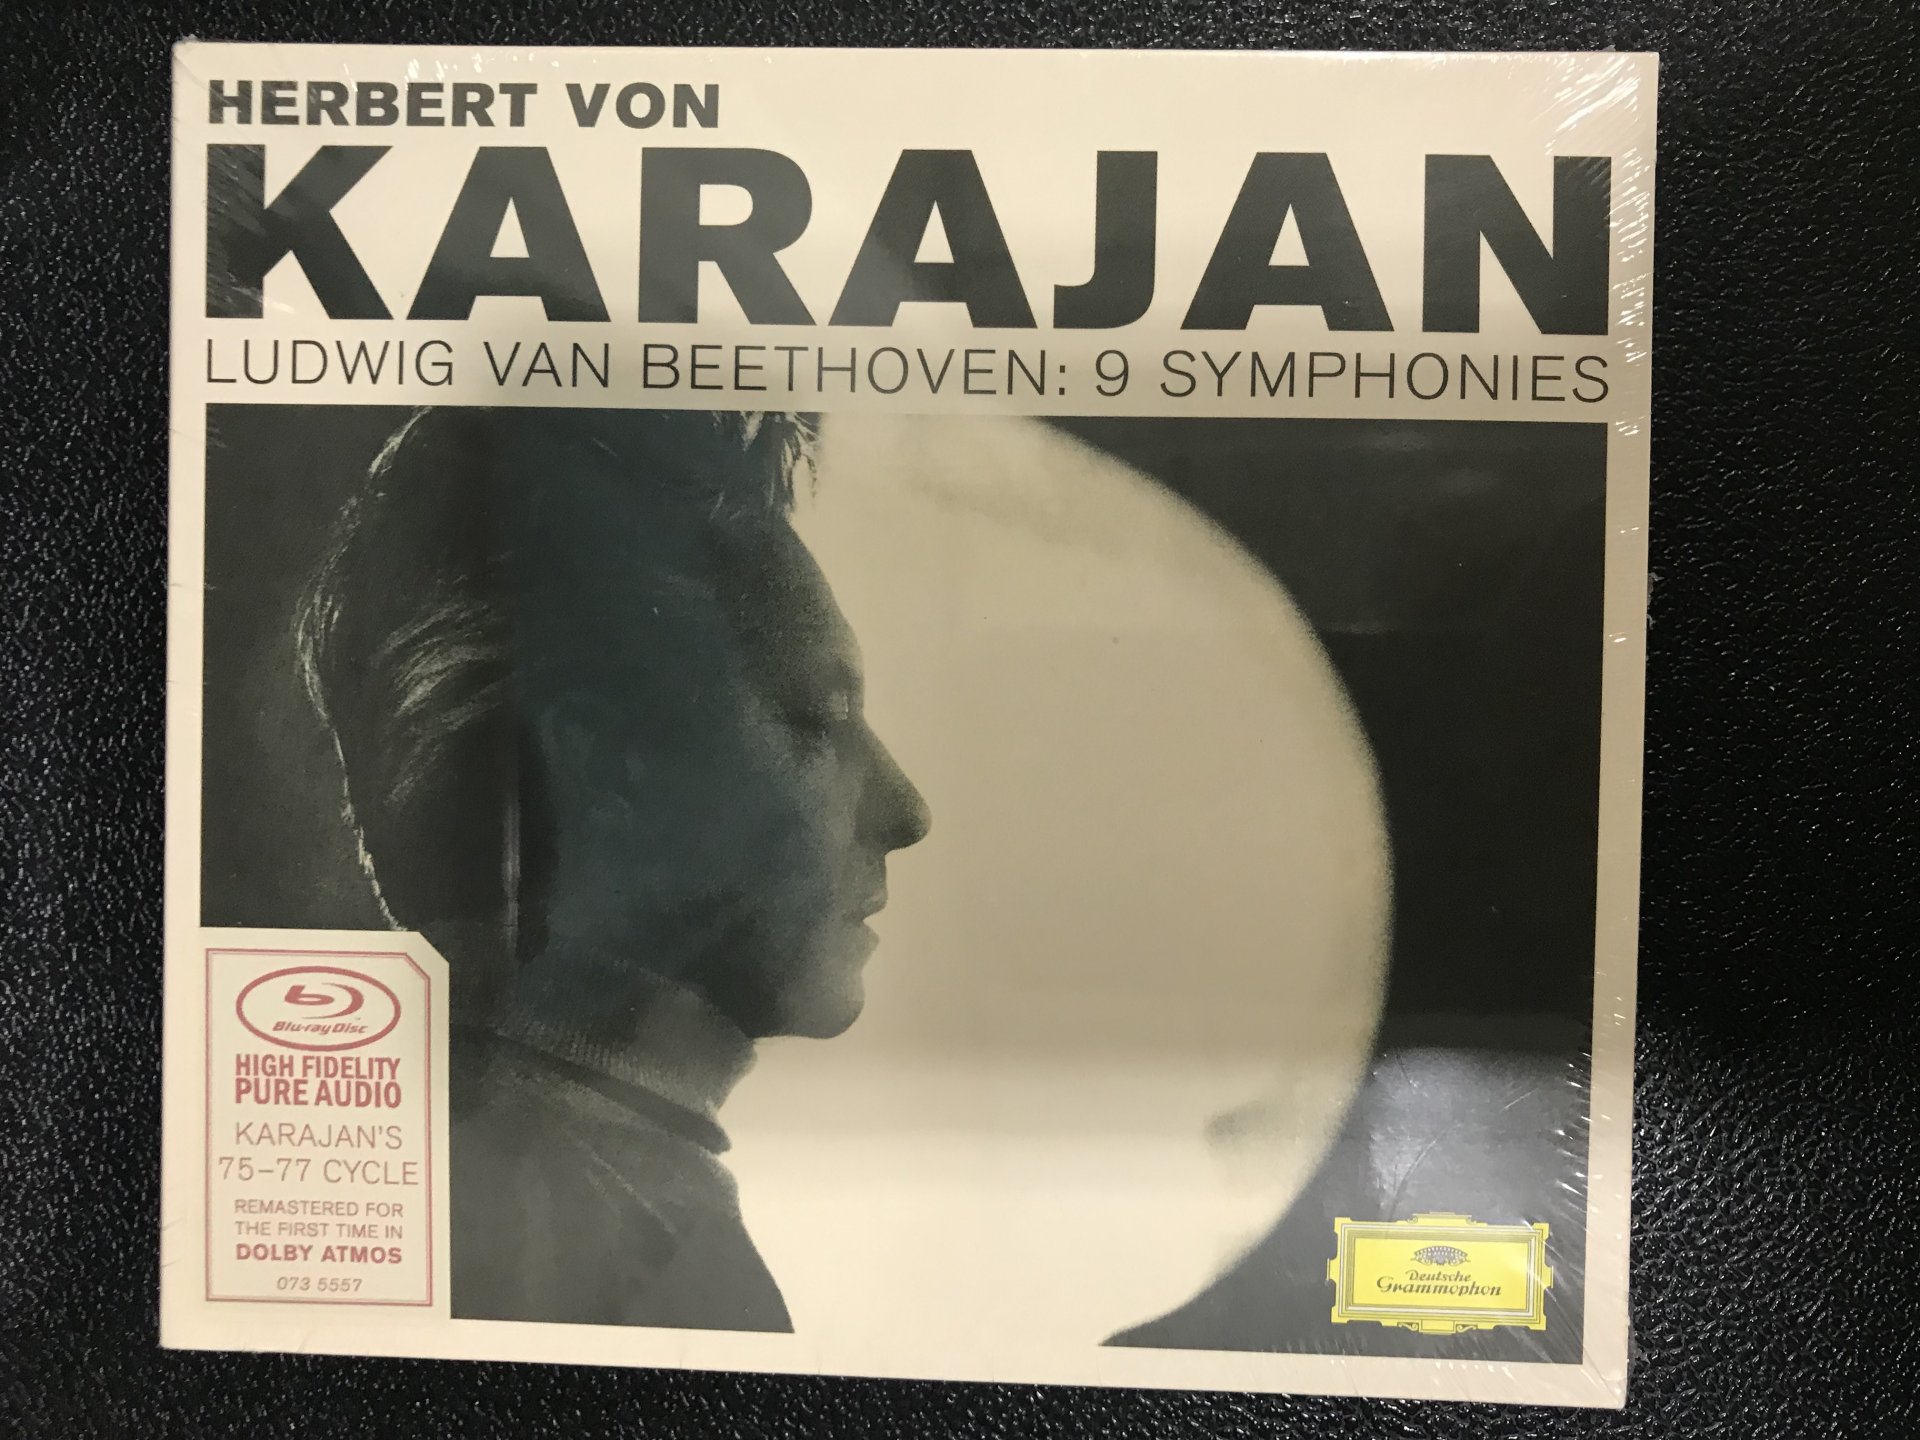 HERBERT VON
KARAJAN
LUDWIG VAN BEETHOVEN: 9 SYMPHONIES
Blu-ray Disc
HIGH FIDELITY
PURE AUDIO
KARAJAN'S
75–77 CYCLE
REMASTERED FOR
THE FIRST TIME IN
DOLBY ATMOS
073 5557
Deutsche
Grammophon